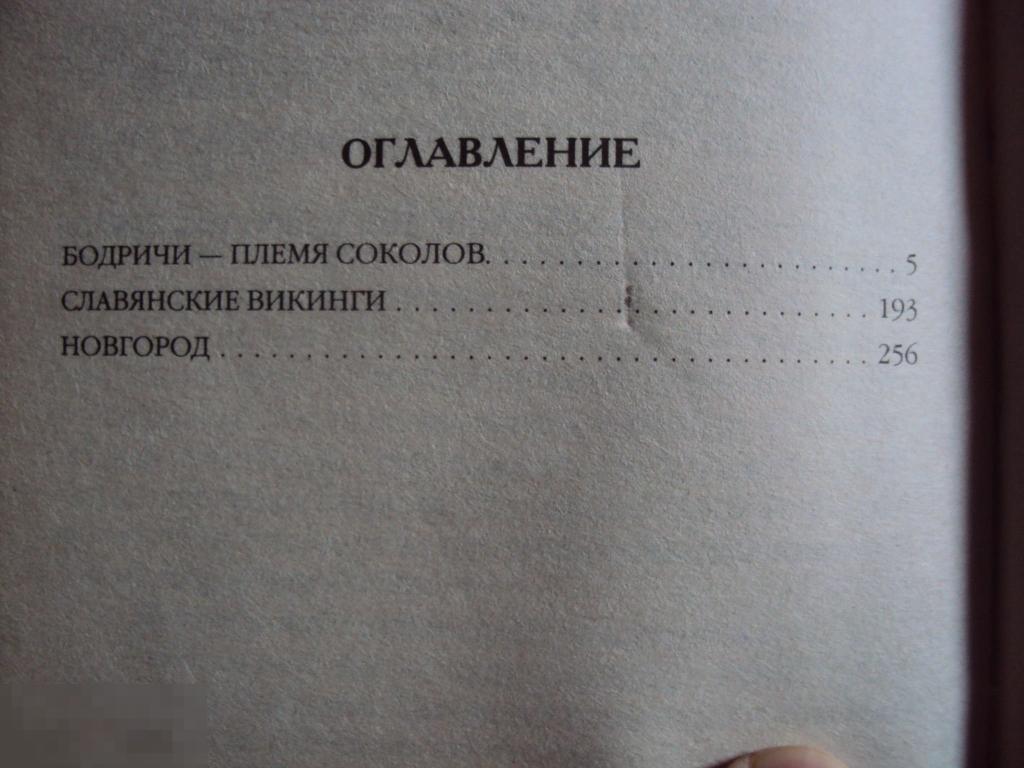 ОГЛАВЛЕНИЕ
БОДРИЧИ — ПЛЕМЯ СОКОЛОВ. . . . . . . . . . . . . . . . . . . . . . . . . . 5
СЛАВЯНСКИЕ ВИКИНГИ . . . . . . . . . . . . . . . . . . . . . . . . . . . . . . 193
НОВГОРОД . . . . . . . . . . . . . . . . . . . . . . . . . . . . . . . . . . . . . . . . . 256